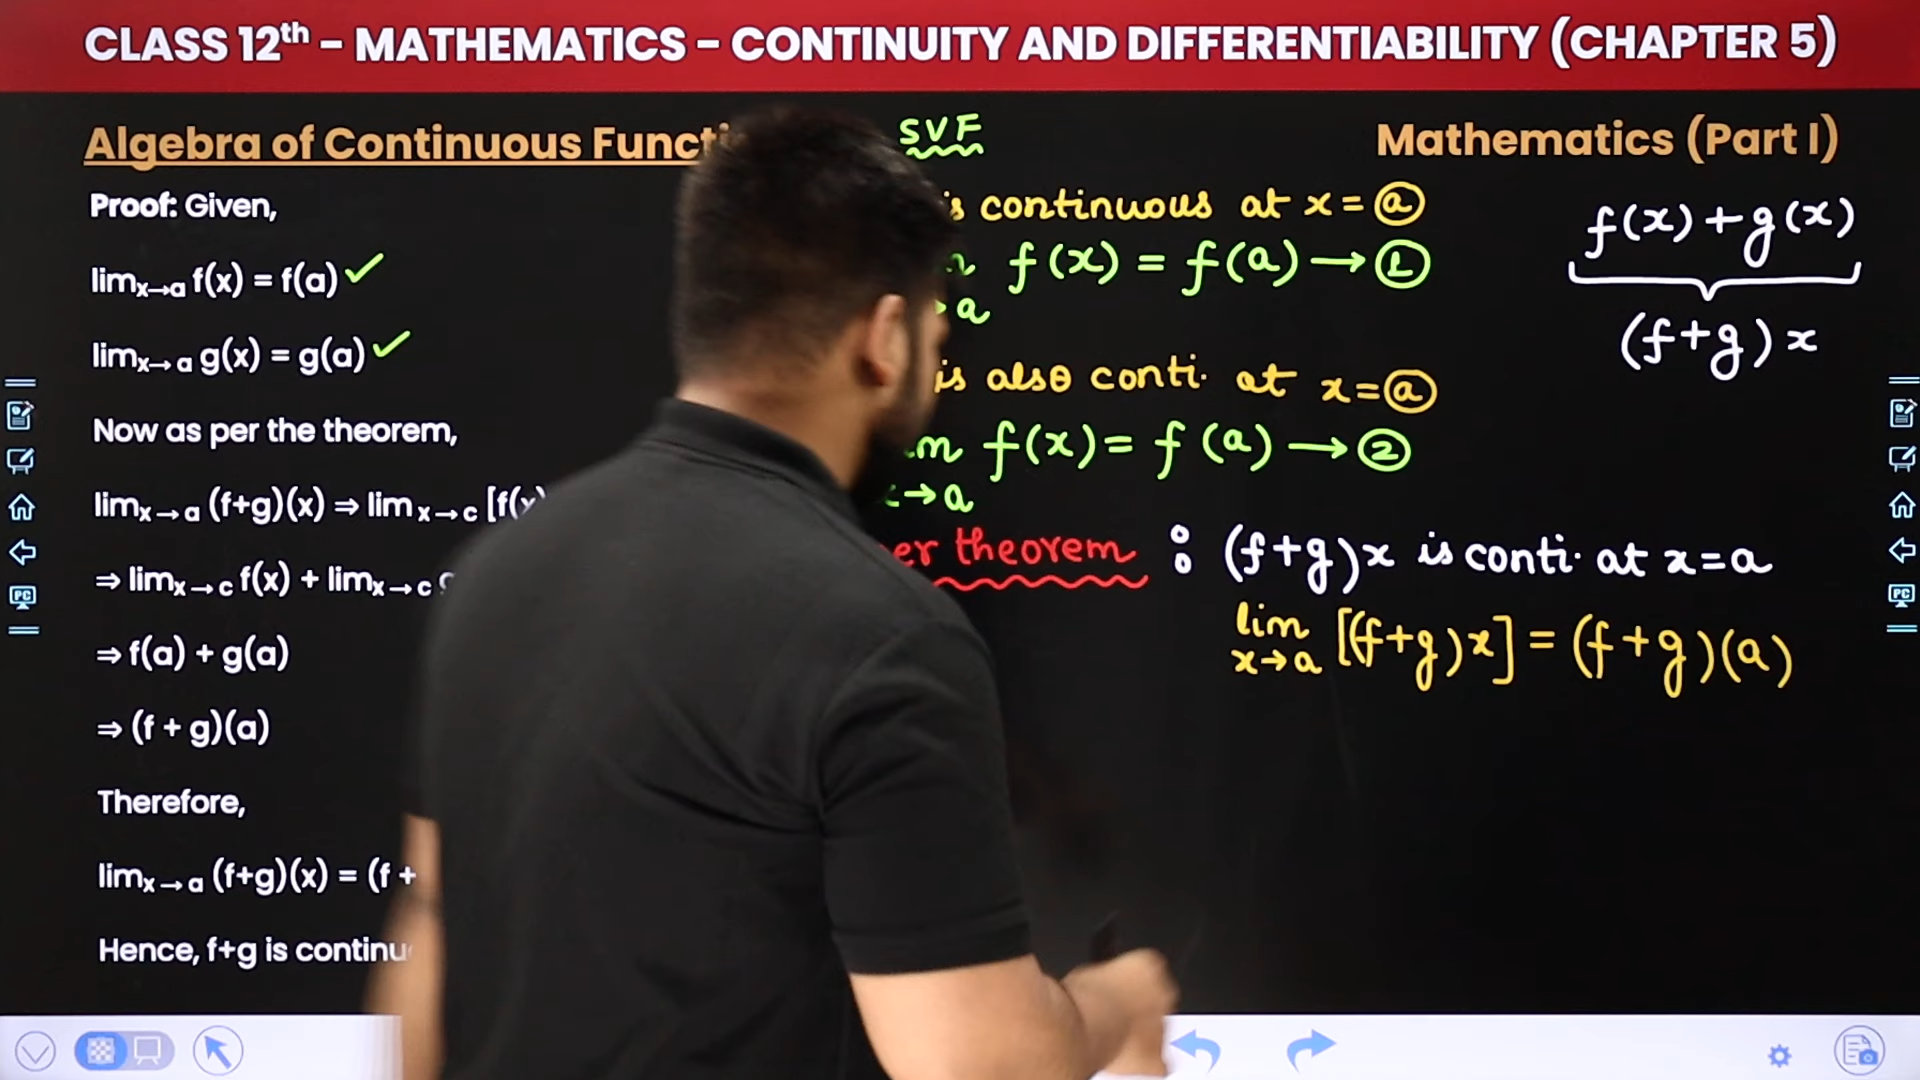 CLASS 12th - MATHEMATICS - CONTINUITY AND DIFFERENTIABILITY (CHAPTER 5)
Algebra of Continuous
Proof: Given,
limx→a f(x) = f(a) ✓
limx→a g(x) = g(a) ✓
Now as per the theorem,
limx→a (f+g)(x) ⇒ limx→c [f(x)
⇒ limx→c f(x) + limx→c
⇒ f(a) + g(a)
⇒ (f + g)(a)
Therefore,
limx→a (f+g)(x) = (f +
Hence, f+g is
SVF
is continuous at x = a
f(x) = f(a) → 1
→ a
is also conti. at x = a
f(x) = f(a) → 2
x → a
theorem : (f+g)x is conti. at x = a
lim [(f+g)x] = (f+g)(a)
x→a
Mathematics (Part I)
f(x) + g(x)
(f+g)x
PC
PC